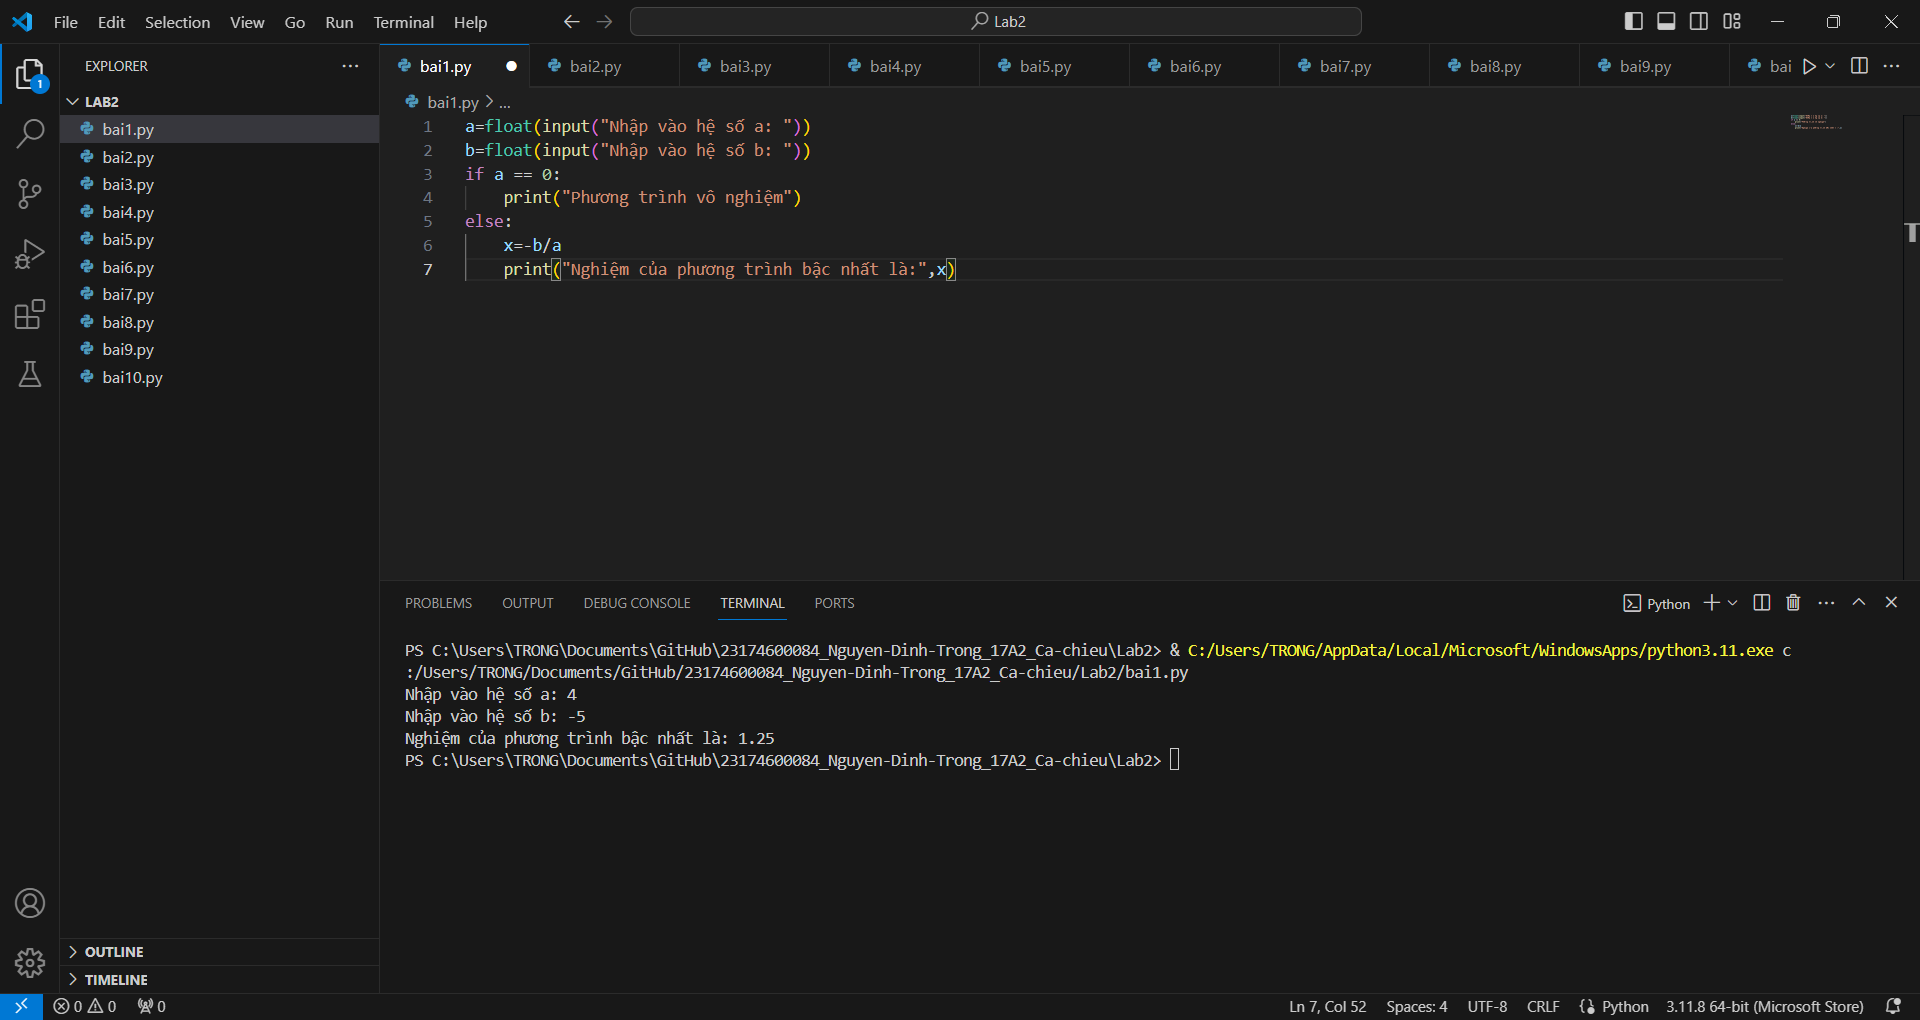 File Edit Selection View Go Run Terminal Help
Lab2
EXPLORER
1
LAB2
bai1.py
bai2.py
bai3.py
bai4.py
bai5.py
bai6.py
bai7.py
bai8.py
bai9.py
bai10.py
OUTLINE
TIMELINE
bai1.py bai2.py bai3.py bai4.py bai5.py bai6.py bai7.py bai8.py bai9.py bai
bai1.py > ...
1 a=float(input("Nhập vào hệ số a: "))
2 b=float(input("Nhập vào hệ số b: "))
3 if a == 0:
4 print("Phương trình vô nghiệm")
5 else:
6 x=-b/a
7 print("Nghiệm của phương trình bậc nhất là:",x)
PROBLEMS OUTPUT DEBUG CONSOLE TERMINAL PORTS
Python
PS C:\Users\TRONG\Documents\GitHub\23174600084_Nguyen-Dinh-Trong_17A2_Ca-chieu\Lab2> & C:/Users/TRONG/AppData/Local/Microsoft/WindowsApps/python3.11.exe c
:/Users/TRONG/Documents/GitHub/23174600084_Nguyen-Dinh-Trong_17A2_Ca-chieu/Lab2/bai1.py
Nhập vào hệ số a: 4
Nhập vào hệ số b: -5
Nghiệm của phương trình bậc nhất là: 1.25
PS C:\Users\TRONG\Documents\GitHub\23174600084_Nguyen-Dinh-Trong_17A2_Ca-chieu\Lab2>
0 0 0
Ln 7, Col 52 Spaces: 4 UTF-8 CRLF Python 3.11.8 64-bit (Microsoft Store)